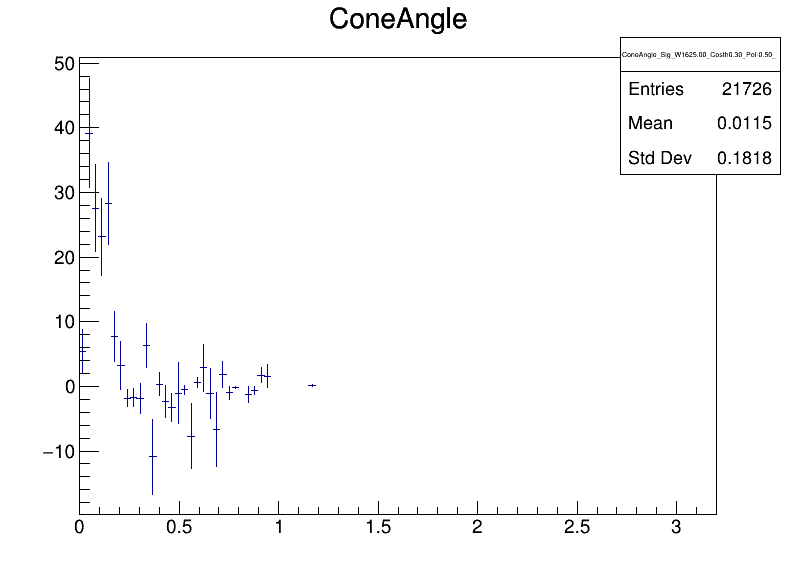 ConeAngle
ConeAngle_Sig_W1625.00_Costh0.30_Pol-0.50_
Entries 21726
Mean 0.0115
Std Dev 0.1818
50
40
30
20
10
0
−10
0 0.5 1 1.5 2 2.5 3